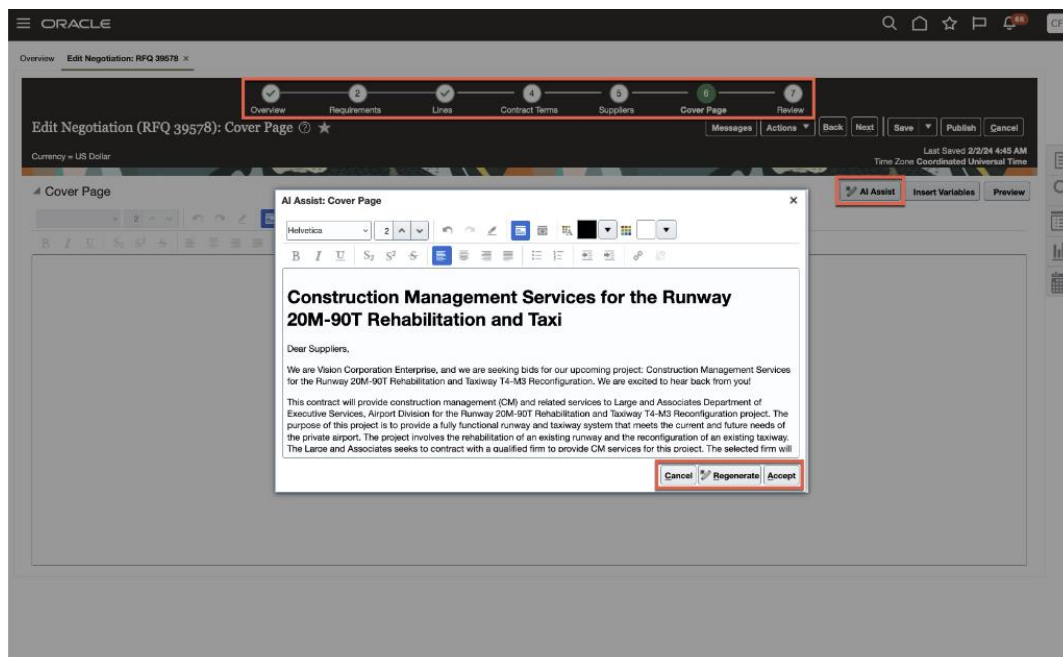 ORACLE
68
CF
Overview
Edit Negotiation: RFQ 39578 ×
2
4
5
6
7
Overview
Requirements
Lines
Contract Terms
Suppliers
Cover Page
Review
Edit Negotiation (RFQ 39578): Cover Page
Messages
Actions
Back
Next
Save
Publish
Cancel
Currency = US Dollar
Last Saved 2/2/24 4:45 AM
Time Zone Coordinated Universal Time
Cover Page
AI Assist
Insert Variables
Preview
2
B I U S₂ S² S
AI Assist: Cover Page
×
Helvetica
2
B I U S₂ S² S
Construction Management Services for the Runway
20M-90T Rehabilitation and Taxi
Dear Suppliers,
We are Vision Corporation Enterprise, and we are seeking bids for our upcoming project: Construction Management Services
for the Runway 20M-90T Rehabilitation and Taxiway T4-M3 Reconfiguration. We are excited to hear back from you!
This contract will provide construction management (CM) and related services to Large and Associates Department of
Executive Services, Airport Division for the Runway 20M-90T Rehabilitation and Taxiway T4-M3 Reconfiguration project. The
purpose of this project is to provide a fully functional runway and taxiway system that meets the current and future needs of
the private airport. The project involves the rehabilitation of an existing runway and the reconfiguration of an existing taxiway.
The Large and Associates seeks to contract with a qualified firm to provide CM services for this project. The selected firm will
Cancel
Regenerate
Accept